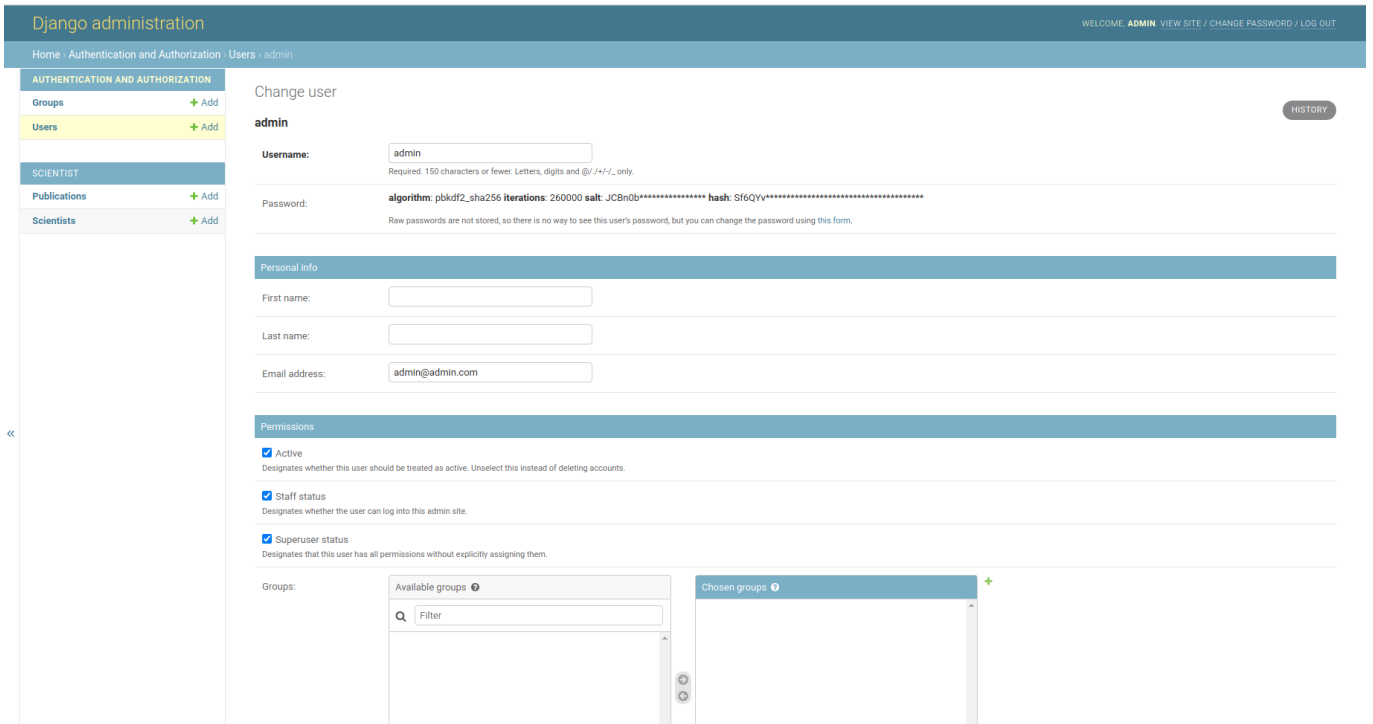 Django administration
WELCOME, ADMIN. VIEW SITE / CHANGE PASSWORD / LOG OUT
Home › Authentication and Authorization › Users › admin
AUTHENTICATION AND AUTHORIZATION
Groups + Add
Users + Add
SCIENTIST
Publications + Add
Scientists + Add
«
Change user
HISTORY
admin
Username: admin
Required. 150 characters or fewer. Letters, digits and @/./+/-/_ only.
Password: algorithm: pbkdf2_sha256 iterations: 260000 salt: JCBn0b**************** hash: Sf6QYv**************************************
Raw passwords are not stored, so there is no way to see this user's password, but you can change the password using this form.
Personal info
First name:
Last name:
Email address: admin@admin.com
Permissions
Active
Designates whether this user should be treated as active. Unselect this instead of deleting accounts.
Staff status
Designates whether the user can log into this admin site.
Superuser status
Designates that this user has all permissions without explicitly assigning them.
Groups: Available groups ? Chosen groups ? +
Filter